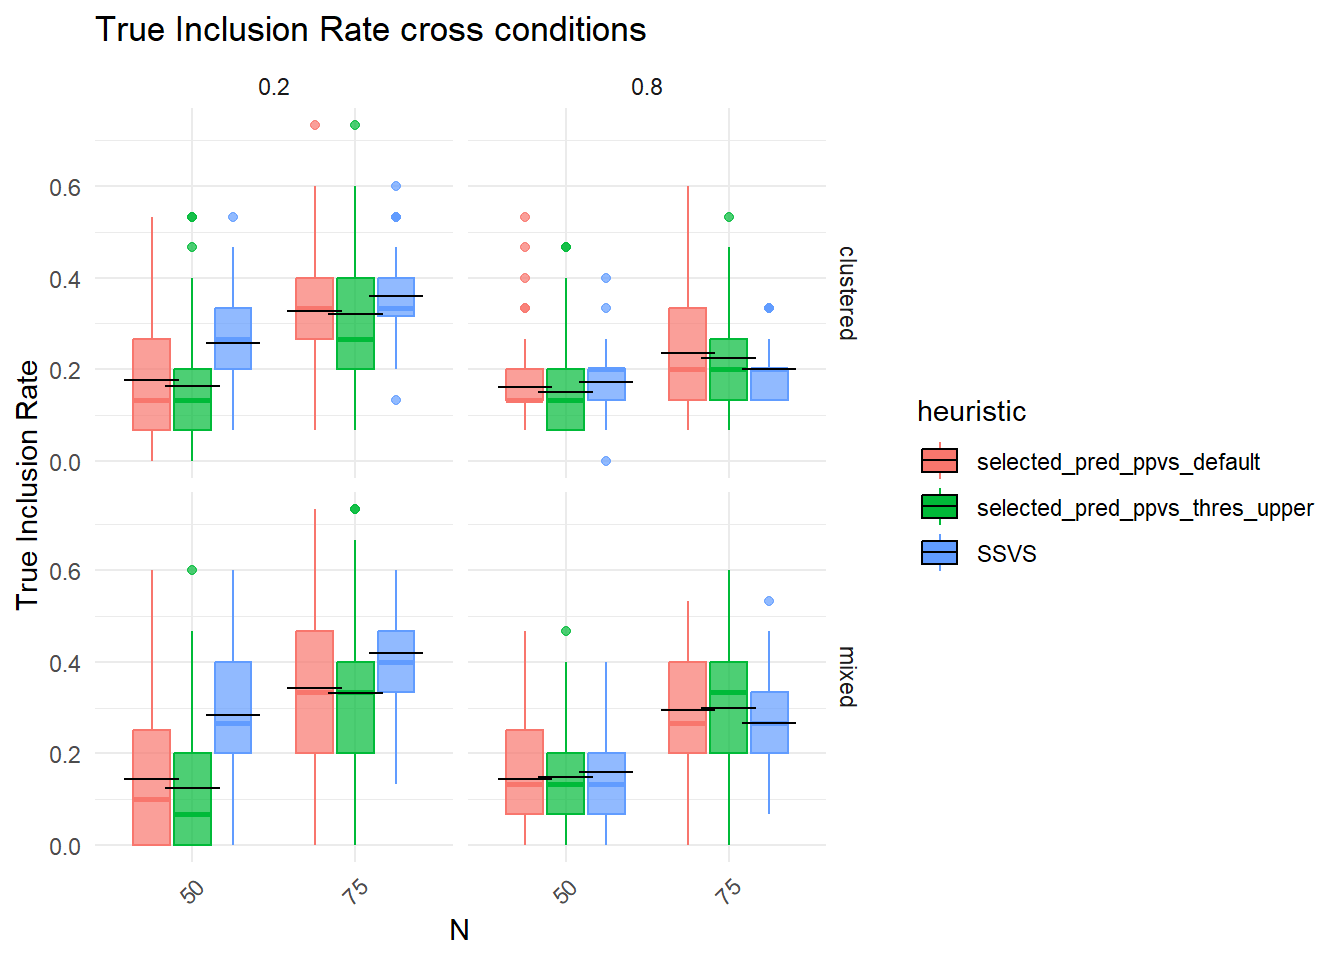 True Inclusion Rate cross conditions
0.2
0.8
True Inclusion Rate
0.6
0.4
0.2
0.0
clustered
0.6
0.4
0.2
0.0
mixed
50
75
50
75
N
heuristic
selected_pred_ppvs_default
selected_pred_ppvs_thres_upper
SSVS